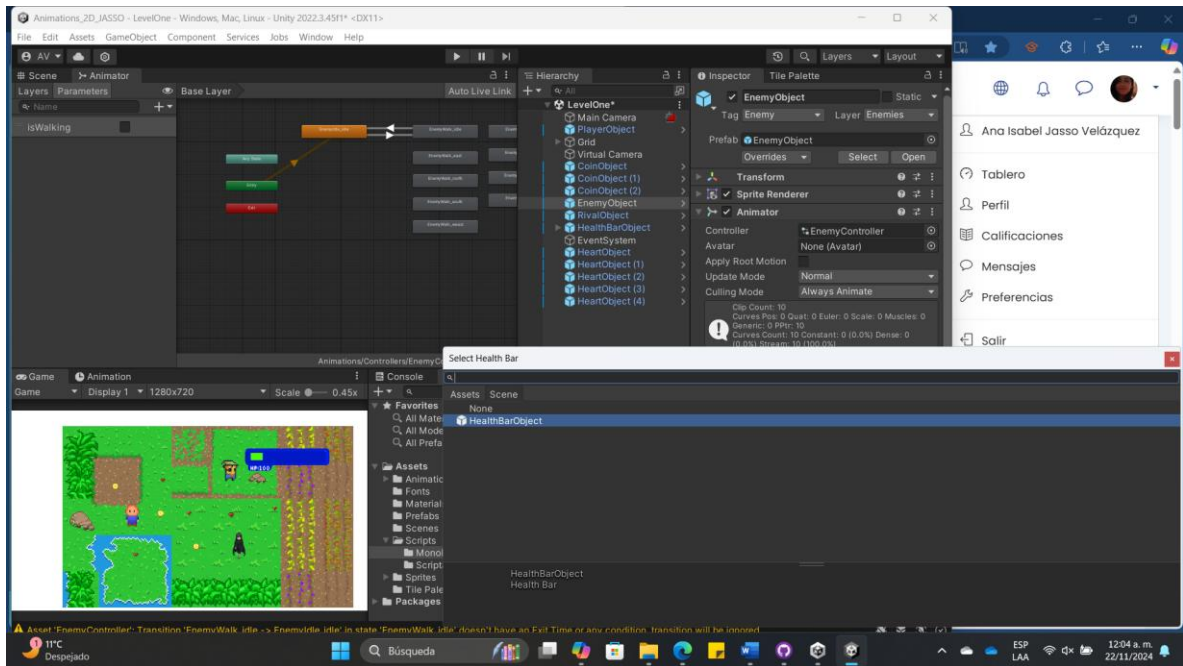 Animations_2D_JASSO - LevelOne - Windows, Mac, Linux - Unity 2022.3.45f1* <DX11>
File Edit Assets GameObject Component Services Jobs Window Help
AV Layers Layout
Scene Animator
Layers Parameters Base Layer Auto Live Link
Name
isWalking
Any State
Entry
Exit
EnemyWalk_idle
EnemyWalk_east
EnemyWalk_north
EnemyWalk_south
EnemyWalk_west
Animations/Controllers/EnemyC
Hierarchy
All
LevelOne*
Main Camera
PlayerObject
Grid
Virtual Camera
CoinObject
CoinObject (1)
CoinObject (2)
EnemyObject
RivalObject
HealthBarObject
EventSystem
HeartObject
HeartObject (1)
HeartObject (2)
HeartObject (3)
HeartObject (4)
Inspector Tile Palette
EnemyObject Static
Tag Enemy Layer Enemies
Prefab EnemyObject
Overrides Select Open
Transform
Sprite Renderer
Animator
Controller EnemyController
Avatar None (Avatar)
Apply Root Motion
Update Mode Normal
Culling Mode Always Animate
Clip Count: 10
Curves Pos: 0 Quat: 0 Euler: 0 Scale: 0 Muscles: 0
Generic: 0 PPtr: 10
Curves Count: 10 Constant: 0 (0.0%) Dense: 0
(0.0%) Stream: 10 (100.0%)
Ana Isabel Jasso Velázquez
Tablero
Perfil
Calificaciones
Mensajes
Preferencias
Salir
Game Animation
Game Display 1 1280x720 Scale 0.45x
HP:100
Console
Favorites
All Mate
All Mode
All Prefa
Assets
Animatic
Fonts
Material
Prefabs
Scenes
Scripts
Monol
Script
Sprites
Tile Pale
Packages
Select Health Bar
Assets Scene
None
HealthBarObject
HealthBarObject
Health Bar
Asset 'EnemyController': Transition 'EnemyWalk_idle -> EnemyIdle_idle' in state 'EnemyWalk_idle' doesn't have an Exit Time or any condition, transition will be ignored
1
11°C
Despejado
Búsqueda
ESP
LAA
12:04 a. m.
22/11/2024